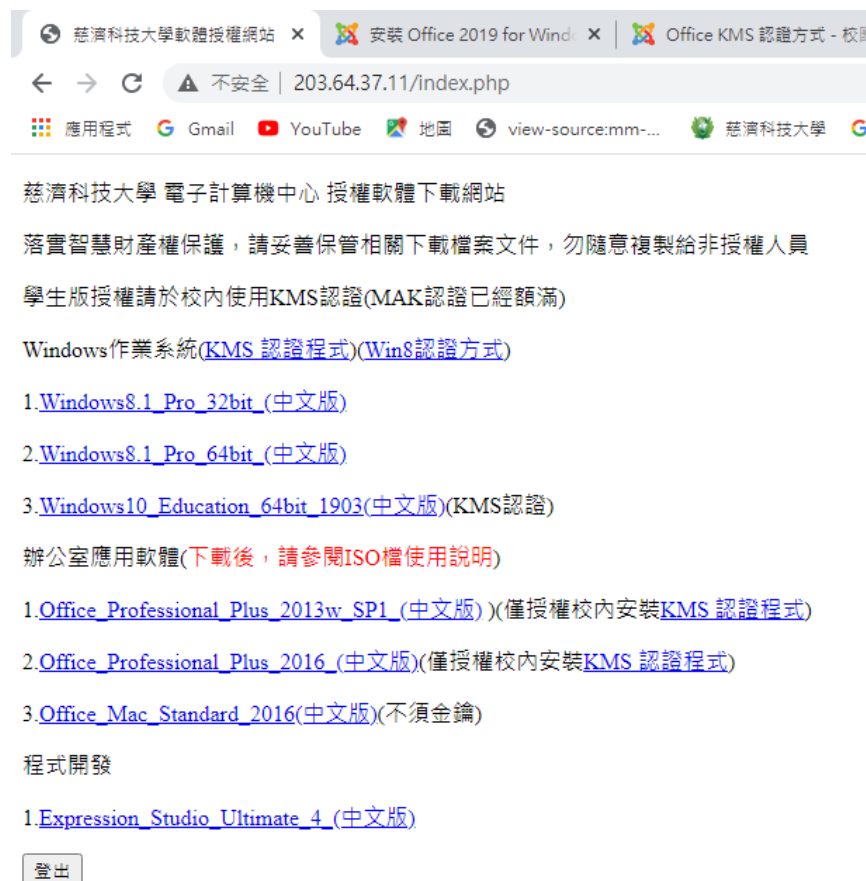 慈濟科技大學軟體授權網站
安裝 Office 2019 for Wind
Office KMS 認證方式 - 校
不安全 | 203.64.37.11/index.php
應用程式 Gmail YouTube 地圖 view-source:mm-... 慈濟科技大學
慈濟科技大學 電子計算機中心 授權軟體下載網站
落實智慧財產權保護，請妥善保管相關下載檔案文件，勿隨意複製給非授權人員
學生版授權請於校內使用KMS認證(MAK認證已經額滿)
Windows作業系統(KMS 認證程式)(Win8認證方式)
1.Windows8.1_Pro_32bit_(中文版)
2.Windows8.1_Pro_64bit_(中文版)
3.Windows10_Education_64bit_1903(中文版)(KMS認證)
辦公室應用軟體(下載後，請參閱ISO檔使用說明)
1.Office_Professional_Plus_2013w_SP1_(中文版) )(僅授權校內安裝KMS 認證程式)
2.Office_Professional_Plus_2016_(中文版)(僅授權校內安裝KMS 認證程式)
3.Office_Mac_Standard_2016(中文版)(不須金鑰)
程式開發
1.Expression_Studio_Ultimate_4_(中文版)
登出